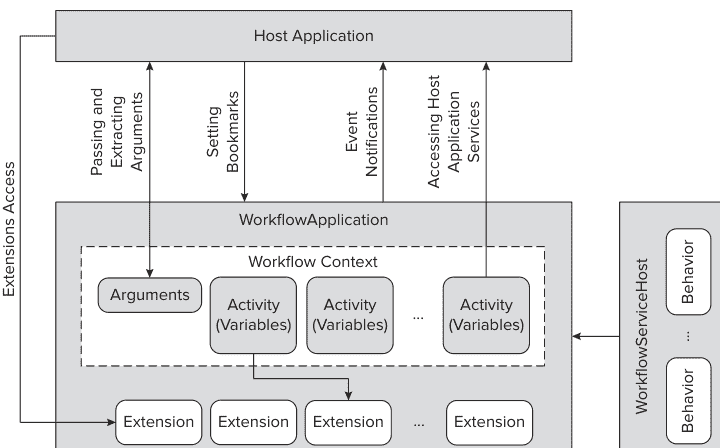 Host Application
Passing and
Extracting
Arguments
Setting
Bookmarks
Event
Notifications
Accessing Host
Application
Services
Extensions Access
WorkflowApplication
Workflow Context
Arguments
Activity
(Variables)
Activity
(Variables)
...
Activity
(Variables)
Extension
Extension
Extension
...
Extension
WorkflowServiceHost
Behavior
...
Behavior